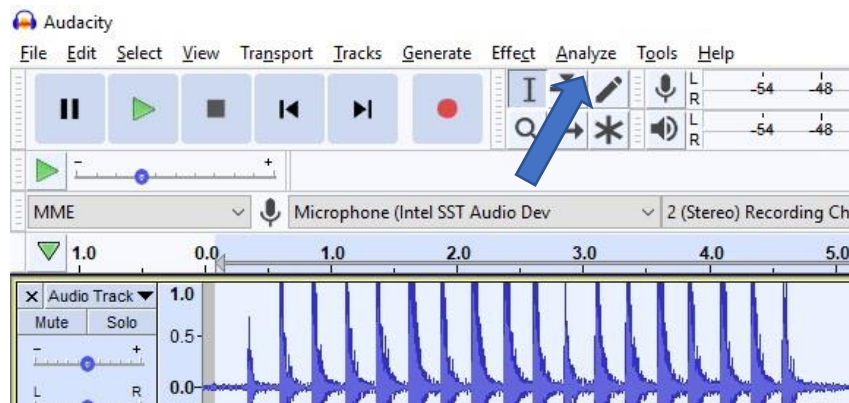 Audacity
File Edit Select View Transport Tracks Generate Effect Analyze Tools Help
L -54 -48
R
L -54 -48
R
- +
MME Microphone (Intel SST Audio Dev 2 (Stereo) Recording Ch
1.0 0.0 1.0 2.0 3.0 4.0 5.0
X Audio Track 1.0
Mute Solo
0.5-
- +
L R 0.0-